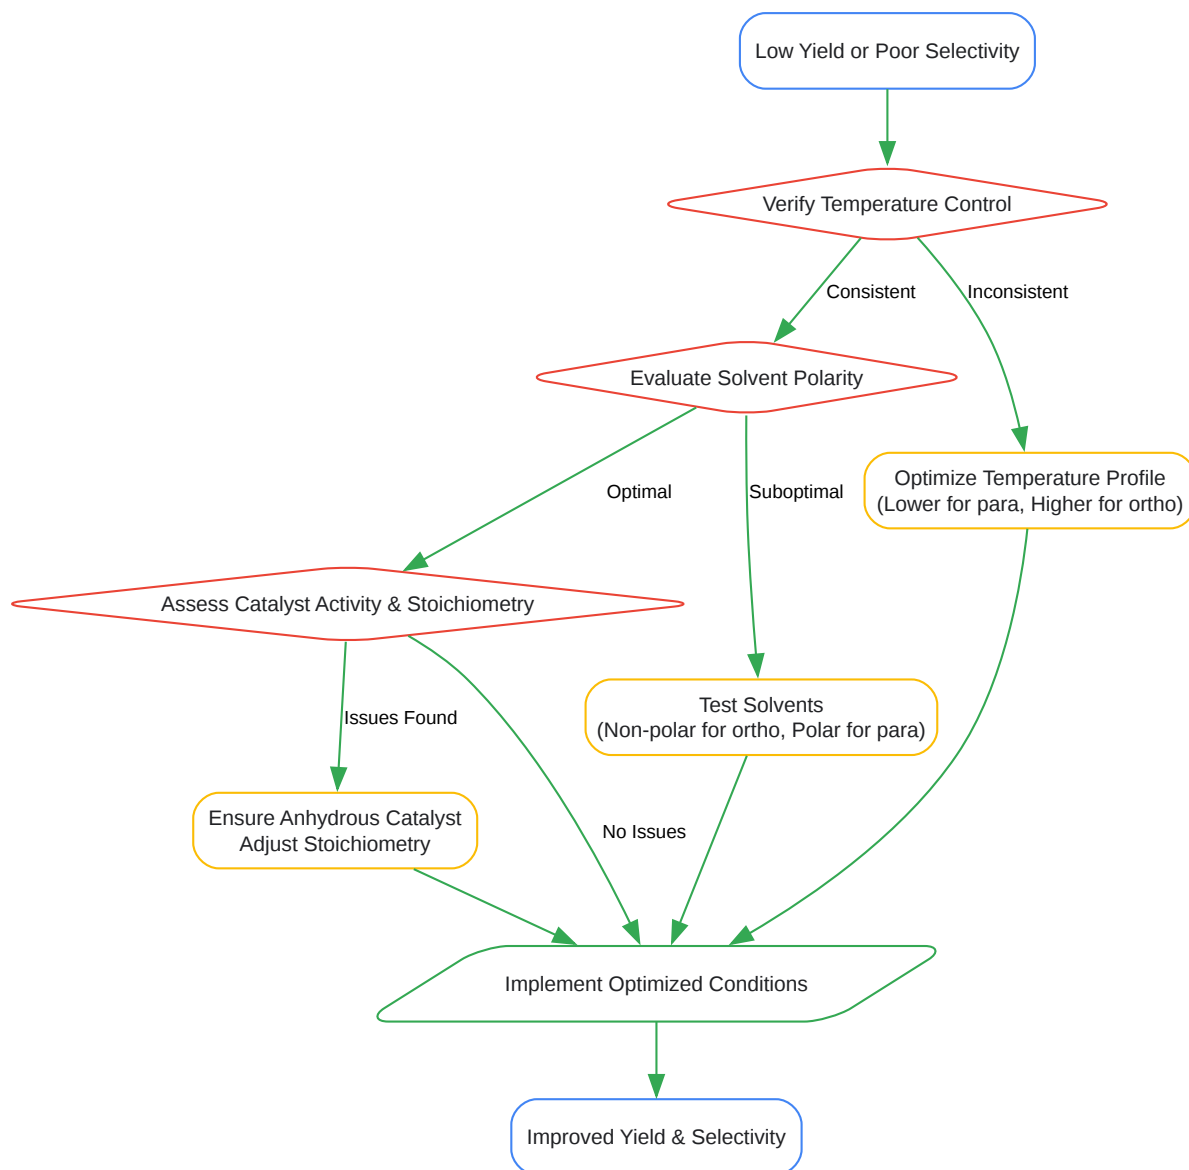 Low Yield or Poor Selectivity
Verify Temperature Control
Consistent
Inconsistent
Evaluate Solvent Polarity
Optimize Temperature Profile
(Lower for para, Higher for ortho)
Optimal
Suboptimal
Assess Catalyst Activity & Stoichiometry
Test Solvents
(Non-polar for ortho, Polar for para)
Issues Found
Ensure Anhydrous Catalyst
Adjust Stoichiometry
No Issues
Implement Optimized Conditions
Improved Yield & Selectivity